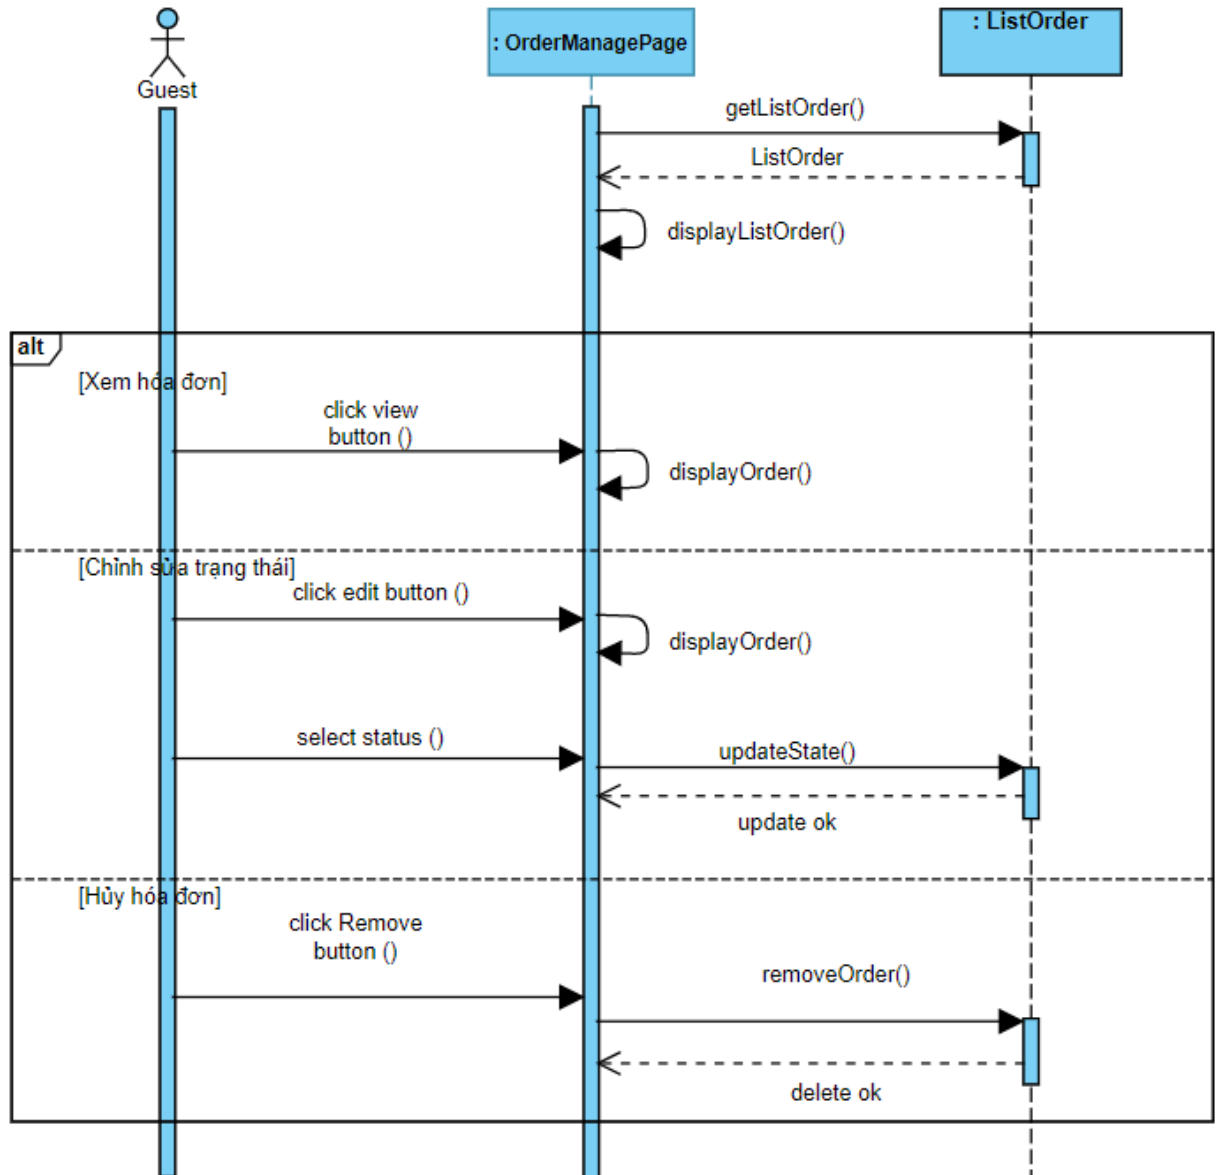 Guest
: OrderManagePage
: ListOrder
getListOrder()
ListOrder
displayListOrder()
alt
[Xem hóa đơn]
click view
button ()
displayOrder()
[Chỉnh sửa trạng thái]
click edit button ()
displayOrder()
select status ()
updateState()
update ok
[Hủy hóa đơn]
click Remove
button ()
removeOrder()
delete ok